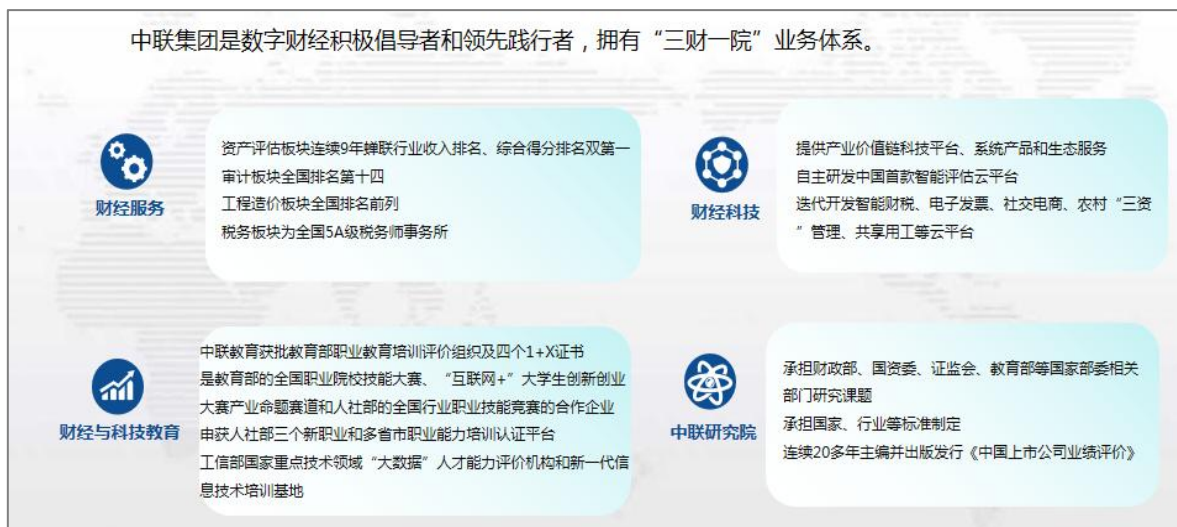 中联集团是数字财经积极倡导者和领先践行者，拥有“三财一院”业务体系。
财经服务
资产评估板块连续9年蝉联行业收入排名、综合得分排名双第一
审计板块全国排名第十四
工程造价板块全国排名前列
税务板块为全国5A级税务师事务所
财经科技
提供产业价值链科技平台、系统产品和生态服务
自主研发中国首款智能评估云平台
迭代开发智能财税、电子发票、社交电商、农村“三资
”管理、共享用工等云平台
财经与科技教育
中联教育获批教育部职业教育培训评价组织及四个1+X证书
是教育部的全国职业院校技能大赛、“互联网+”大学生创新创业
大赛产业命题赛道和人社部的全国行业职业技能竞赛的合作企业
申获人社部三个新职业和多省市职业能力培训认证平台
工信部国家重点技术领域“大数据”人才能力评价机构和新一代信
息技术培训基地
中联研究院
承担财政部、国资委、证监会、教育部等国家部委相关
部门研究课题
承担国家、行业等标准制定
连续20多年主编并出版发行《中国上市公司业绩评价》